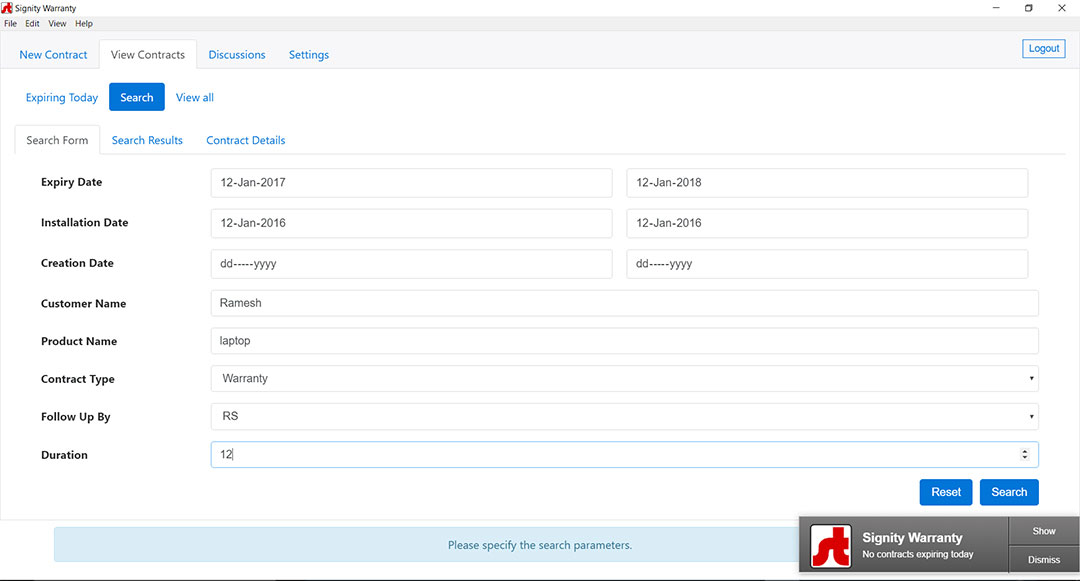 Signity Warranty
File Edit View Help
New Contract View Contracts Discussions Settings Logout
Expiring Today Search View all
Search Form Search Results Contract Details
Expiry Date 12-Jan-2017 12-Jan-2018
Installation Date 12-Jan-2016 12-Jan-2016
Creation Date dd-----yyyy dd-----yyyy
Customer Name Ramesh
Product Name laptop
Contract Type Warranty
Follow Up By RS
Duration 12
Reset Search
Please specify the search parameters.
Signity Warranty
No contracts expiring today
Show
Dismiss